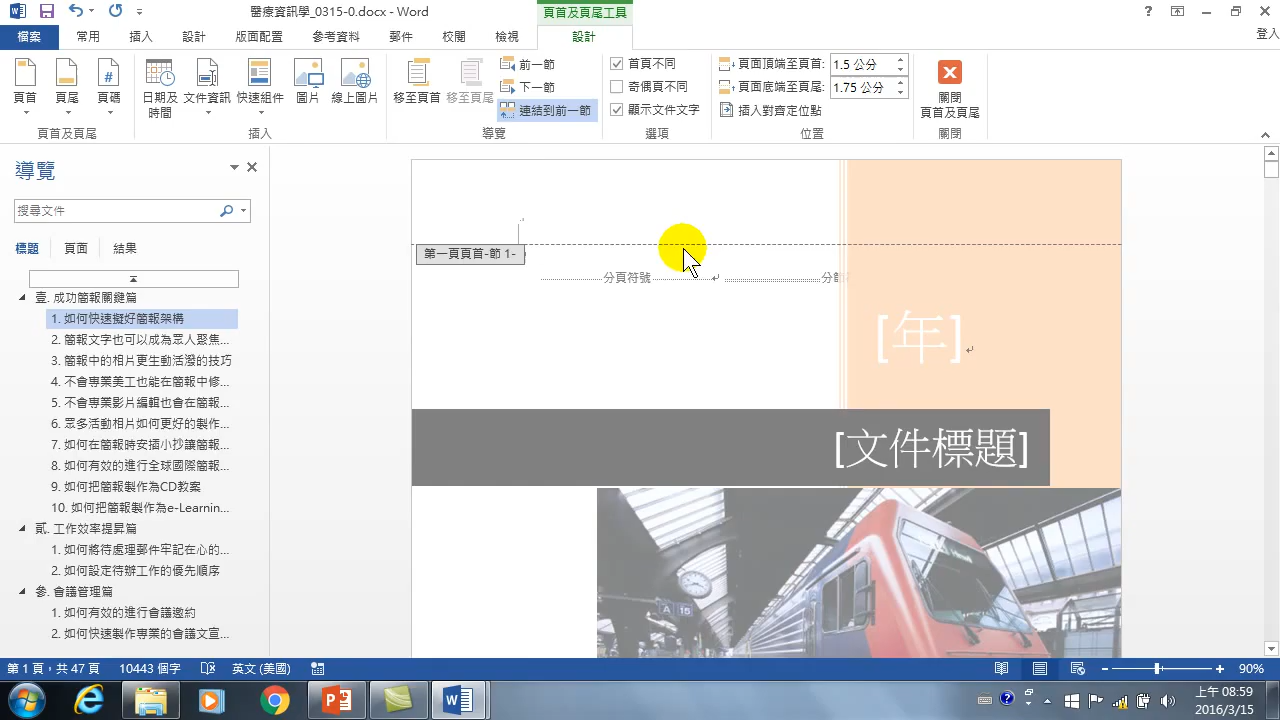 醫療資訊學_0315-0.docx - Word
頁首及頁尾工具
?
檔案
常用
插入
設計
版面配置
參考資料
郵件
校閱
檢視
設計
登入
頁首
頁尾
頁碼
日期及時間
文件資訊
快速組件
圖片
線上圖片
移至頁首
移至頁尾
前一節
下一節
連結到前一節
首頁不同
奇偶頁不同
顯示文件文字
頁面頂端至頁首: 1.5 公分
頁面底端至頁尾: 1.75 公分
插入對齊定位點
關閉
頁首及頁尾
頁首及頁尾
插入
導覽
選項
位置
關閉
導覽
搜尋文件
標題
頁面
結果
壹. 成功簡報關鍵篇
1. 如何快速擬好簡報架構
2. 簡報文字也可以成為眾人聚焦...
3. 簡報中的相片更生動活潑的技巧
4. 不會專業美工也能在簡報中修...
5. 不會專業影片編輯也會在簡報...
6. 眾多活動相片如何更好的製作...
7. 如何在簡報時旁插小抄讓簡報...
8. 如何有效的進行全球國際簡報...
9. 如何把簡報製作為CD教案
10. 如何把簡報製作為e-Learnin...
貳. 工作效率提昇篇
1. 如何將待處理郵件牢記在心的...
2. 如何設定待辦工作的優先順序
參. 會議管理篇
1. 如何有效的進行會議邀約
2. 如何快速製作專業的會議文宣...
第一頁頁首-節 1-
分頁符號
分節
[年]
[文件標題]
A 15
第 1 頁，共 47 頁
10443 個字
英文 (美國)
90%
上午 08:59
2016/3/15